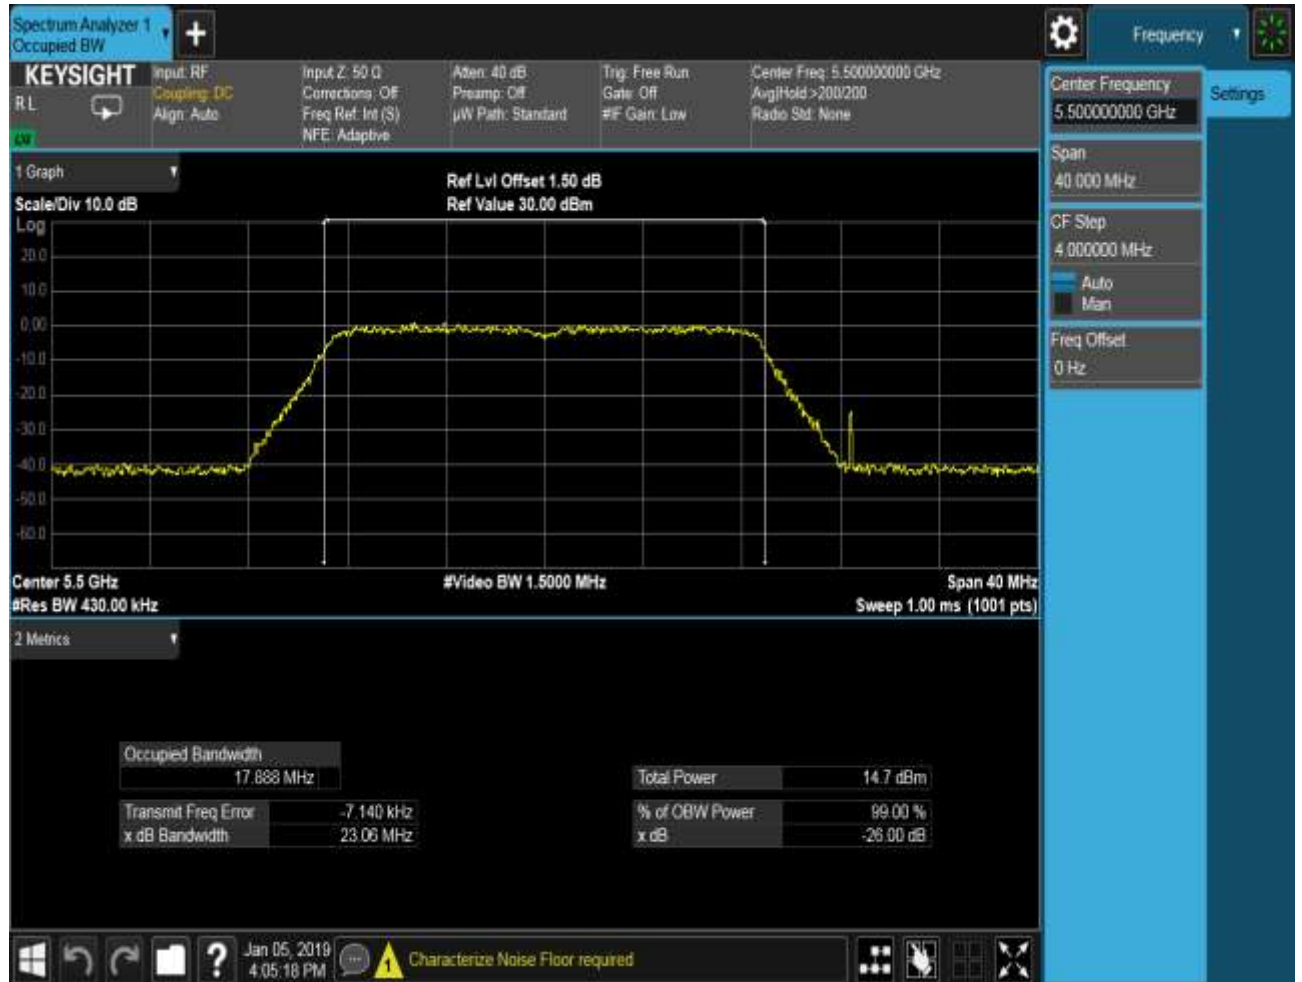 Spectrum Analyzer 1
Occupied BW
+
Frequency
KEYSIGHT
R L
Input: RF
Coupling: DC
Align: Auto
Input Z: 50 Ω
Corrections: Off
Freq Ref: Int (S)
NFE: Adaptive
Atten: 40 dB
Preamp: Off
µW Path: Standard
Trig: Free Run
Gate: Off
#IF Gain: Low
Center Freq: 5.500000000 GHz
Avg|Hold:>200/200
Radio Std: None
Center Frequency
5.500000000 GHz
Settings
Span
40.000 MHz
CF Step
4.000000 MHz
Auto
Man
Freq Offset
0 Hz
1 Graph
Scale/Div 10.0 dB
Ref Lvl Offset 1.50 dB
Ref Value 30.00 dBm
Log
20.0
10.0
0.00
-10.0
-20.0
-30.0
-40.0
-50.0
-60.0
Center 5.5 GHz
#Video BW 1.5000 MHz
Span 40 MHz
#Res BW 430.00 kHz
Sweep 1.00 ms (1001 pts)
2 Metrics
Occupied Bandwidth
17.888 MHz
Total Power 14.7 dBm
Transmit Freq Error -7.140 kHz
% of OBW Power 99.00 %
x dB Bandwidth 23.06 MHz
x dB -26.00 dB
?
Jan 05, 2019
4:05:18 PM
1
Characterize Noise Floor required